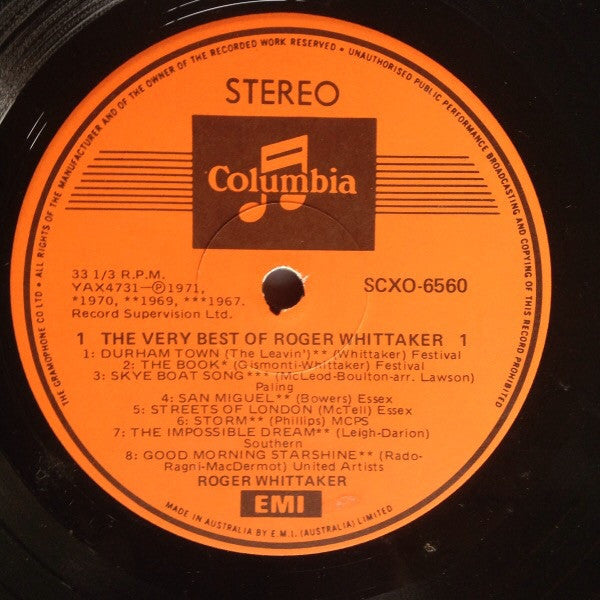 THE GRAMOPHONE CO LTD • ALL RIGHTS OF THE MANUFACTURER AND OF THE OWNER OF THE RECORDED WORK RESERVED • UNAUTHORISED PUBLIC PERFORMANCE BROADCASTING AND COPYING OF THIS RECORD PROHIBITED
STEREO
Columbia
33 1/3 R.P.M.
YAX4731—Ⓟ1971,
*1970, **1969, ***1967.
Record Supervision Ltd.
SCXO-6560
1 THE VERY BEST OF ROGER WHITTAKER 1
1: DURHAM TOWN (The Leavin')** (Whittaker) Festival
2: THE BOOK* (Gismonti-Whittaker) Festival
3: SKYE BOAT SONG*** (McLeod-Boulton-arr. Lawson)
Paling
4: SAN MIGUEL** (Bowers) Essex
5: STREETS OF LONDON (McTell) Essex
6: STORM** (Phillips) MCPS
7: THE IMPOSSIBLE DREAM** (Leigh-Darion)
Southern
8: GOOD MORNING STARSHINE** (Rado-
Ragni-MacDermot) United Artists
ROGER WHITTAKER
EMI
MADE IN AUSTRALIA BY E.M.I. (AUSTRALIA) LIMITED